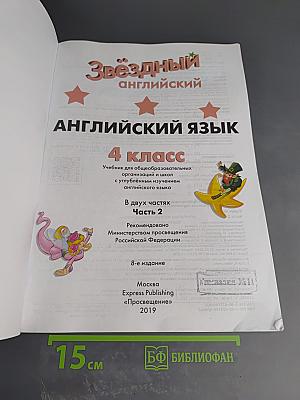 Звёздный
английский
АНГЛИЙСКИЙ ЯЗЫК
4 класс
Учебник для общеобразовательных
организаций и школ
с углублённым изучением
английского языка
В двух частях
Часть 2
Рекомендовано
Министерством просвещения
Российской Федерации
8-е издание
Москва
Express Publishing
«Просвещение»
2019
15 см
БФ БИБЛИОФАН